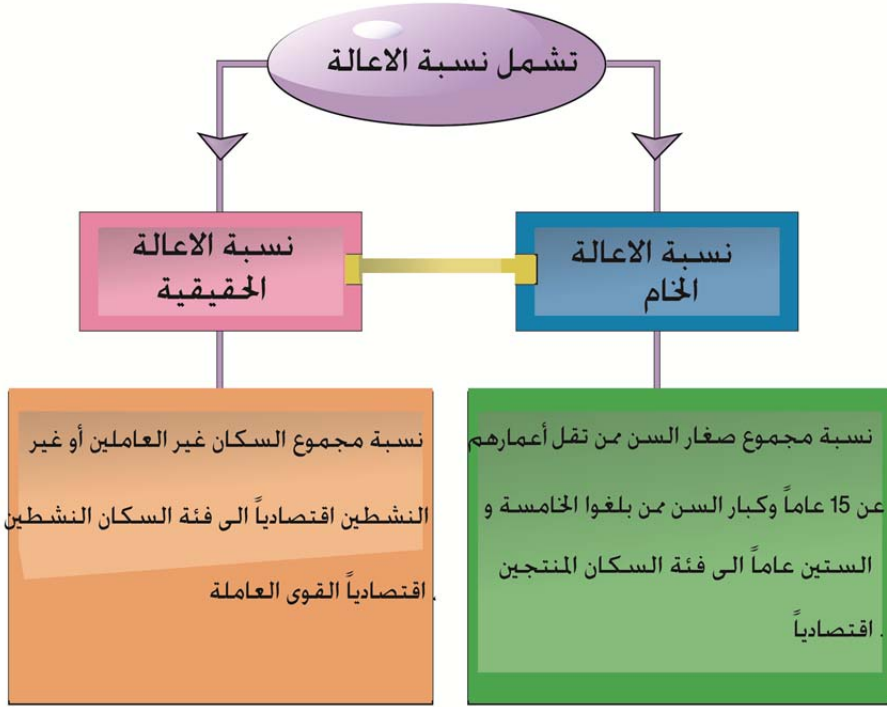 تشمل نسبة الاعالة
نسبة الاعالة
الخام
نسبة الاعالة
الحقيقية
نسبة مجموع صغار السن ممن تقل أعمارهم
عن 15 عاماً وكبار السن ممن بلغوا الخامسة و
الستين عاماً الى فئة السكان المنتجين
اقتصادياً .
نسبة مجموع السكان غير العاملين أو غير
النشطين اقتصادياً الى فئة السكان النشطين
اقتصادياً القوى العاملة .